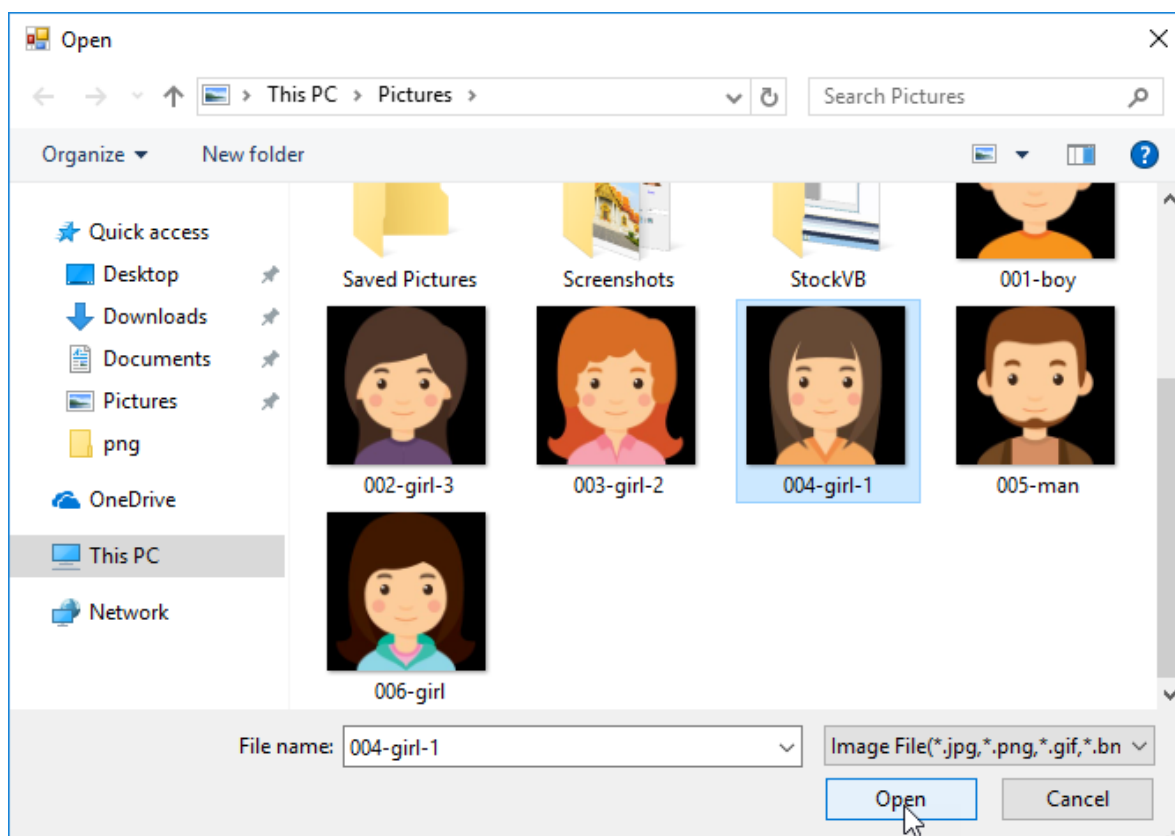 Open
This PC > Pictures >
Search Pictures
Organize
New folder
Quick access
Desktop
Downloads
Documents
Pictures
png
OneDrive
This PC
Network
Saved Pictures
Screenshots
StockVB
001-boy
002-girl-3
003-girl-2
004-girl-1
005-man
006-girl
File name: 004-girl-1
Image File(*.jpg,*.png,*.gif,*.bn
Open
Cancel